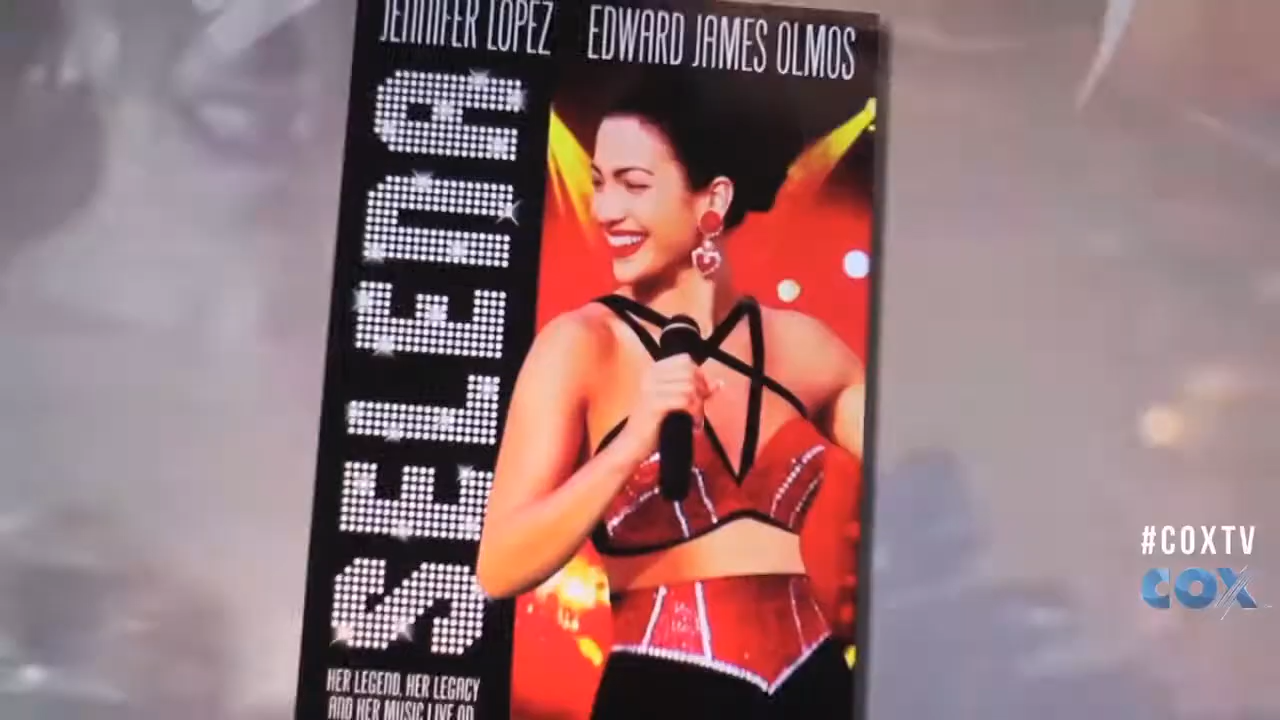 JENNIFER LOPEZ
EDWARD JAMES OLMOS
SELENA
HER LEGEND, HER LEGACY
AND HER MUSIC LIVE ON
#COXTV
COX